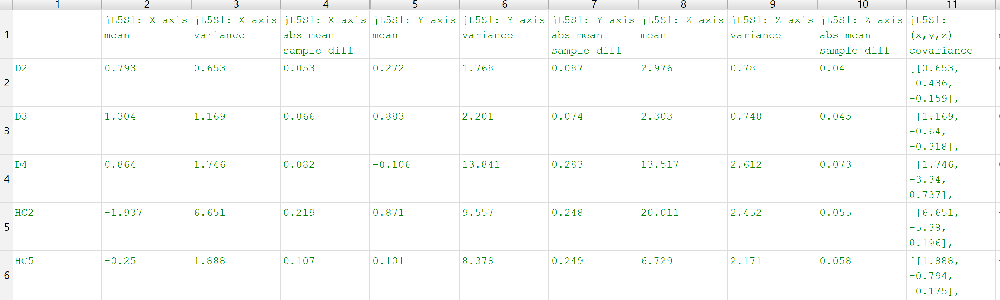 1 2 3 4 5 6 7 8 9 10 11
1 jL5S1: X-axis mean jL5S1: X-axis variance jL5S1: X-axis abs mean sample diff jL5S1: Y-axis mean jL5S1: Y-axis variance jL5S1: Y-axis abs mean sample diff jL5S1: Z-axis mean jL5S1: Z-axis variance jL5S1: Z-axis abs mean sample diff jL5S1: (x,y,z) covariance
2 D2 0.793 0.653 0.053 0.272 1.768 0.087 2.976 0.78 0.04 [[0.653, -0.436, -0.159],
3 D3 1.304 1.169 0.066 0.883 2.201 0.074 2.303 0.748 0.045 [[1.169, -0.64, -0.318],
4 D4 0.864 1.746 0.082 -0.106 13.841 0.283 13.517 2.612 0.073 [[1.746, -3.34, 0.737],
5 HC2 -1.937 6.651 0.219 0.871 9.557 0.248 20.011 2.452 0.055 [[6.651, -5.38, 0.196],
6 HC5 -0.25 1.888 0.107 0.101 8.378 0.249 6.729 2.171 0.058 [[1.888, -0.794, -0.175],